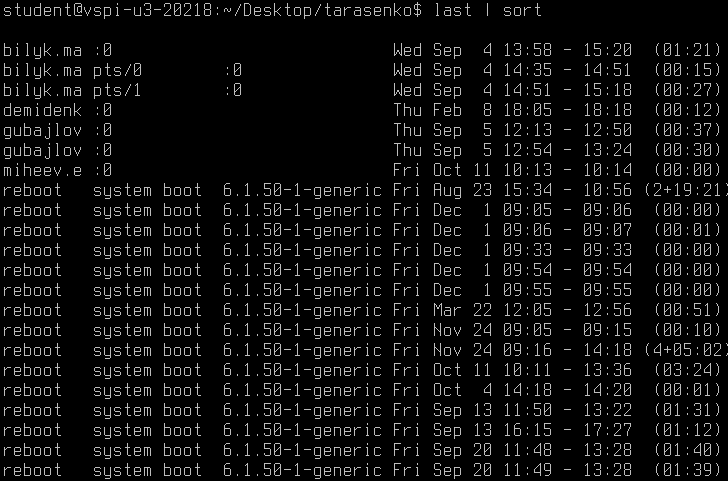 student@vspi-u3-20218:~/Desktop/tarasenko$ last | sort

bilyk.ma :0                            Wed Sep  4 13:58 - 15:20  (01:21)
bilyk.ma pts/0        :0               Wed Sep  4 14:35 - 14:51  (00:15)
bilyk.ma pts/1        :0               Wed Sep  4 14:51 - 15:18  (00:27)
demidenk :0                            Thu Feb  8 18:05 - 18:18  (00:12)
gubajlov :0                            Thu Sep  5 12:13 - 12:50  (00:37)
gubajlov :0                            Thu Sep  5 12:54 - 13:24  (00:30)
miheev.e :0                            Fri Oct 11 10:13 - 10:14  (00:00)
reboot   system boot  6.1.50-1-generic Fri Aug 23 15:34 - 10:56 (2+19:21)
reboot   system boot  6.1.50-1-generic Fri Dec  1 09:05 - 09:06  (00:00)
reboot   system boot  6.1.50-1-generic Fri Dec  1 09:06 - 09:07  (00:01)
reboot   system boot  6.1.50-1-generic Fri Dec  1 09:33 - 09:33  (00:00)
reboot   system boot  6.1.50-1-generic Fri Dec  1 09:54 - 09:54  (00:00)
reboot   system boot  6.1.50-1-generic Fri Dec  1 09:55 - 09:55  (00:00)
reboot   system boot  6.1.50-1-generic Fri Mar 22 12:05 - 12:56  (00:51)
reboot   system boot  6.1.50-1-generic Fri Nov 24 09:05 - 09:15  (00:10)
reboot   system boot  6.1.50-1-generic Fri Nov 24 09:16 - 14:18 (4+05:02)
reboot   system boot  6.1.50-1-generic Fri Oct 11 10:11 - 13:36  (03:24)
reboot   system boot  6.1.50-1-generic Fri Oct  4 14:18 - 14:20  (00:01)
reboot   system boot  6.1.50-1-generic Fri Sep 13 11:50 - 13:22  (01:31)
reboot   system boot  6.1.50-1-generic Fri Sep 13 16:15 - 17:27  (01:12)
reboot   system boot  6.1.50-1-generic Fri Sep 20 11:48 - 13:28  (01:40)
reboot   system boot  6.1.50-1-generic Fri Sep 20 11:49 - 13:28  (01:39)